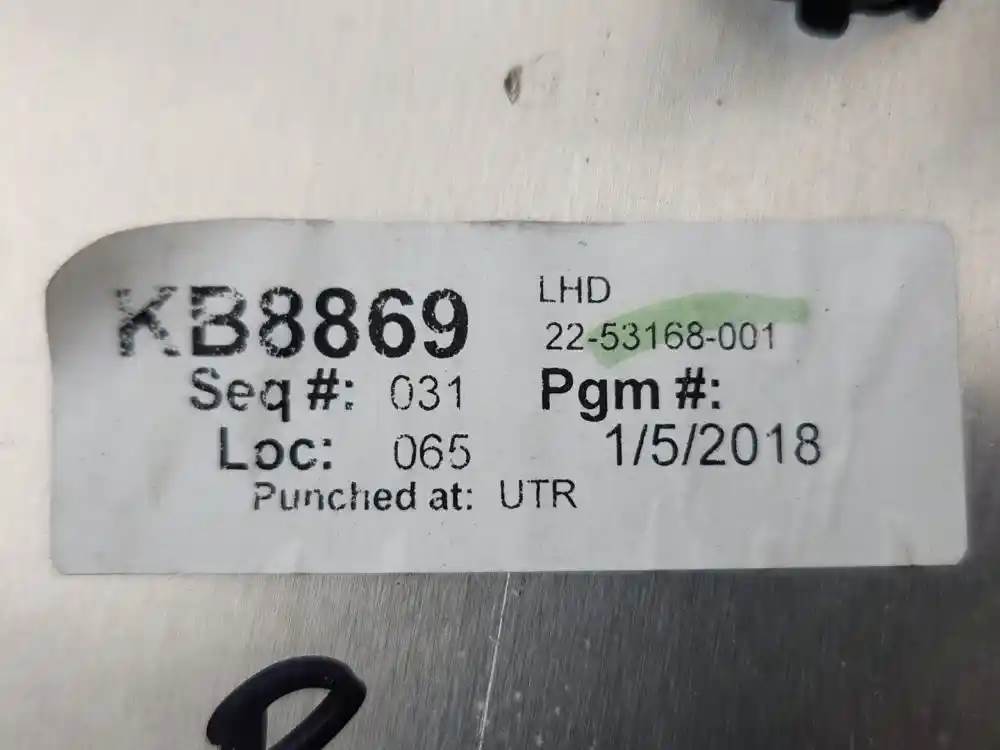 KB8869 LHD
22-53168-001
Seq #: 031 Pgm #:
Loc: 065 1/5/2018
Punched at: UTR